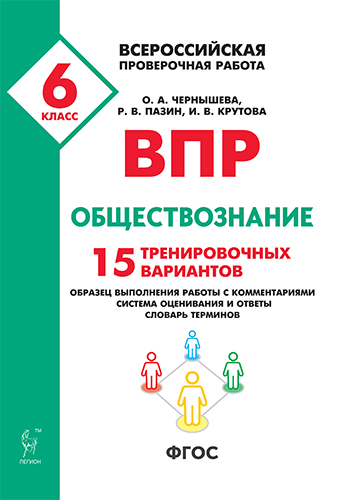 ВСЕРОССИЙСКАЯ
ПРОВЕРОЧНАЯ РАБОТА
6
КЛАСС
О. А. ЧЕРНЫШЕВА,
Р. В. ПАЗИН, И. В. КРУТОВА
ВПР
ОБЩЕСТВОЗНАНИЕ
15 ТРЕНИРОВОЧНЫХ
ВАРИАНТОВ
ОБРАЗЕЦ ВЫПОЛНЕНИЯ РАБОТЫ С КОММЕНТАРИЯМИ
СИСТЕМА ОЦЕНИВАНИЯ И ОТВЕТЫ
СЛОВАРЬ ТЕРМИНОВ
TM
ЛЕГИОН
ФГОС